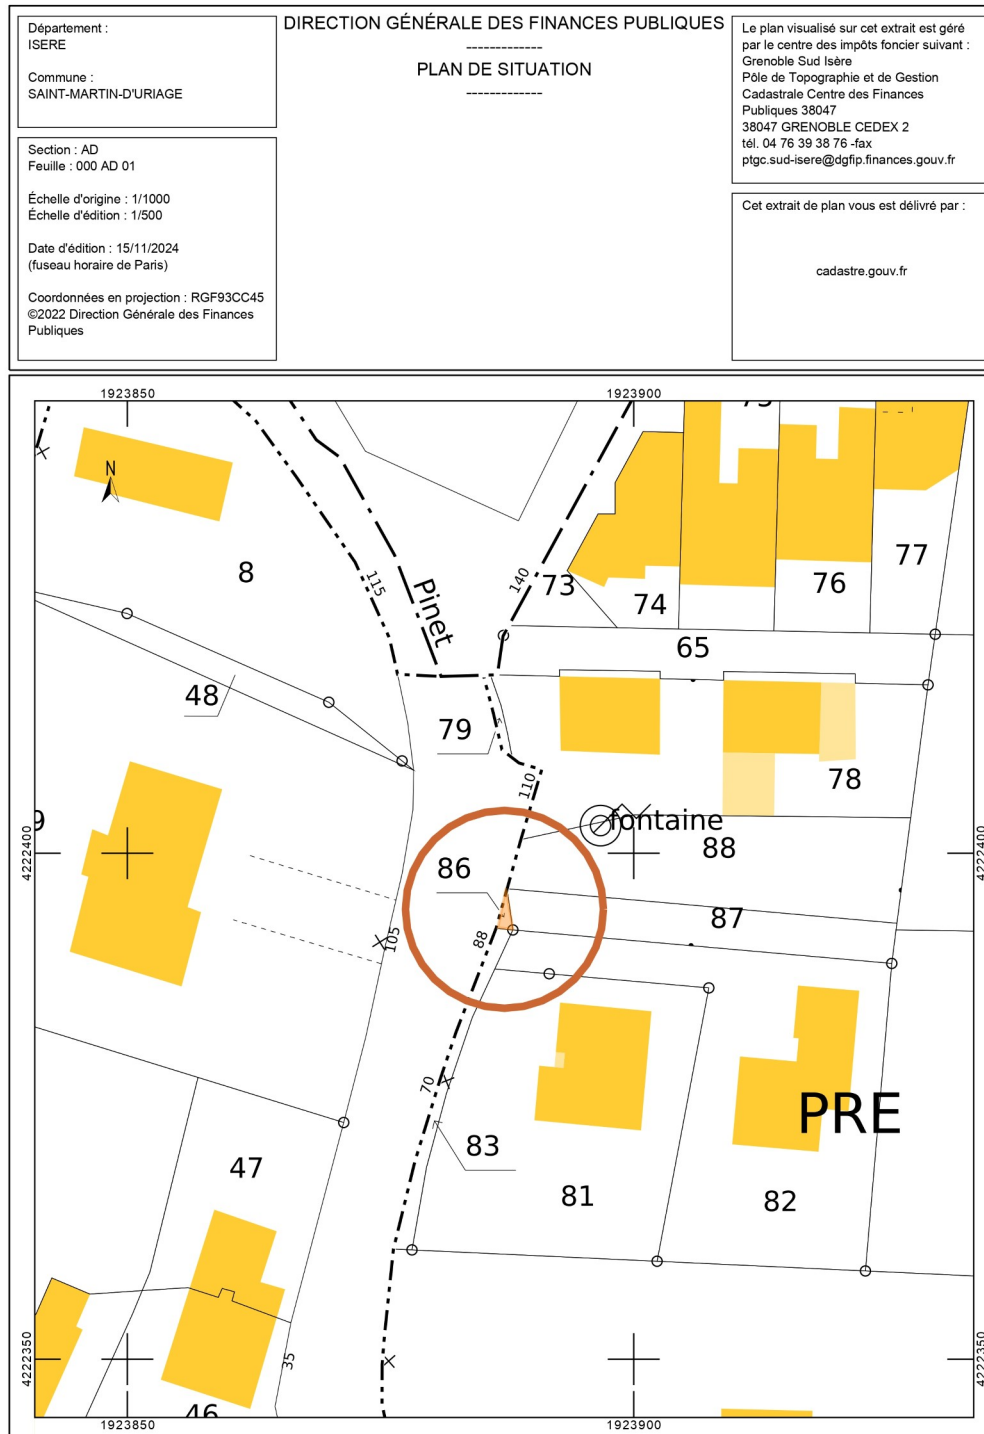 Département :
ISERE
Commune :
SAINT-MARTIN-D'URIAGE
Section : AD
Feuille : 000 AD 01
Échelle d'origine : 1/1000
Échelle d'édition : 1/500
Date d'édition : 15/11/2024
(fuseau horaire de Paris)
Coordonnées en projection : RGF93CC45
©2022 Direction Générale des Finances
Publiques
DIRECTION GÉNÉRALE DES FINANCES PUBLIQUES
-------------
PLAN DE SITUATION
-------------
Le plan visualisé sur cet extrait est géré
par le centre des impôts foncier suivant :
Grenoble Sud Isère
Pôle de Topographie et de Gestion
Cadastrale Centre des Finances
Publiques 38047
38047 GRENOBLE CEDEX 2
tél. 04 76 39 38 76 -fax
ptgc.sud-isere@dgfip.finances.gouv.fr
Cet extrait de plan vous est délivré par :
cadastre.gouv.fr
1923850
1923900
N
8
115
Pinet
140
73
74
76
77
65
48
79
110
78
fontaine
4222400
4222400
88
86
87
105
88
70
PRE
83
47
81
82
35
4222350
4222350
46
1923850
1923900